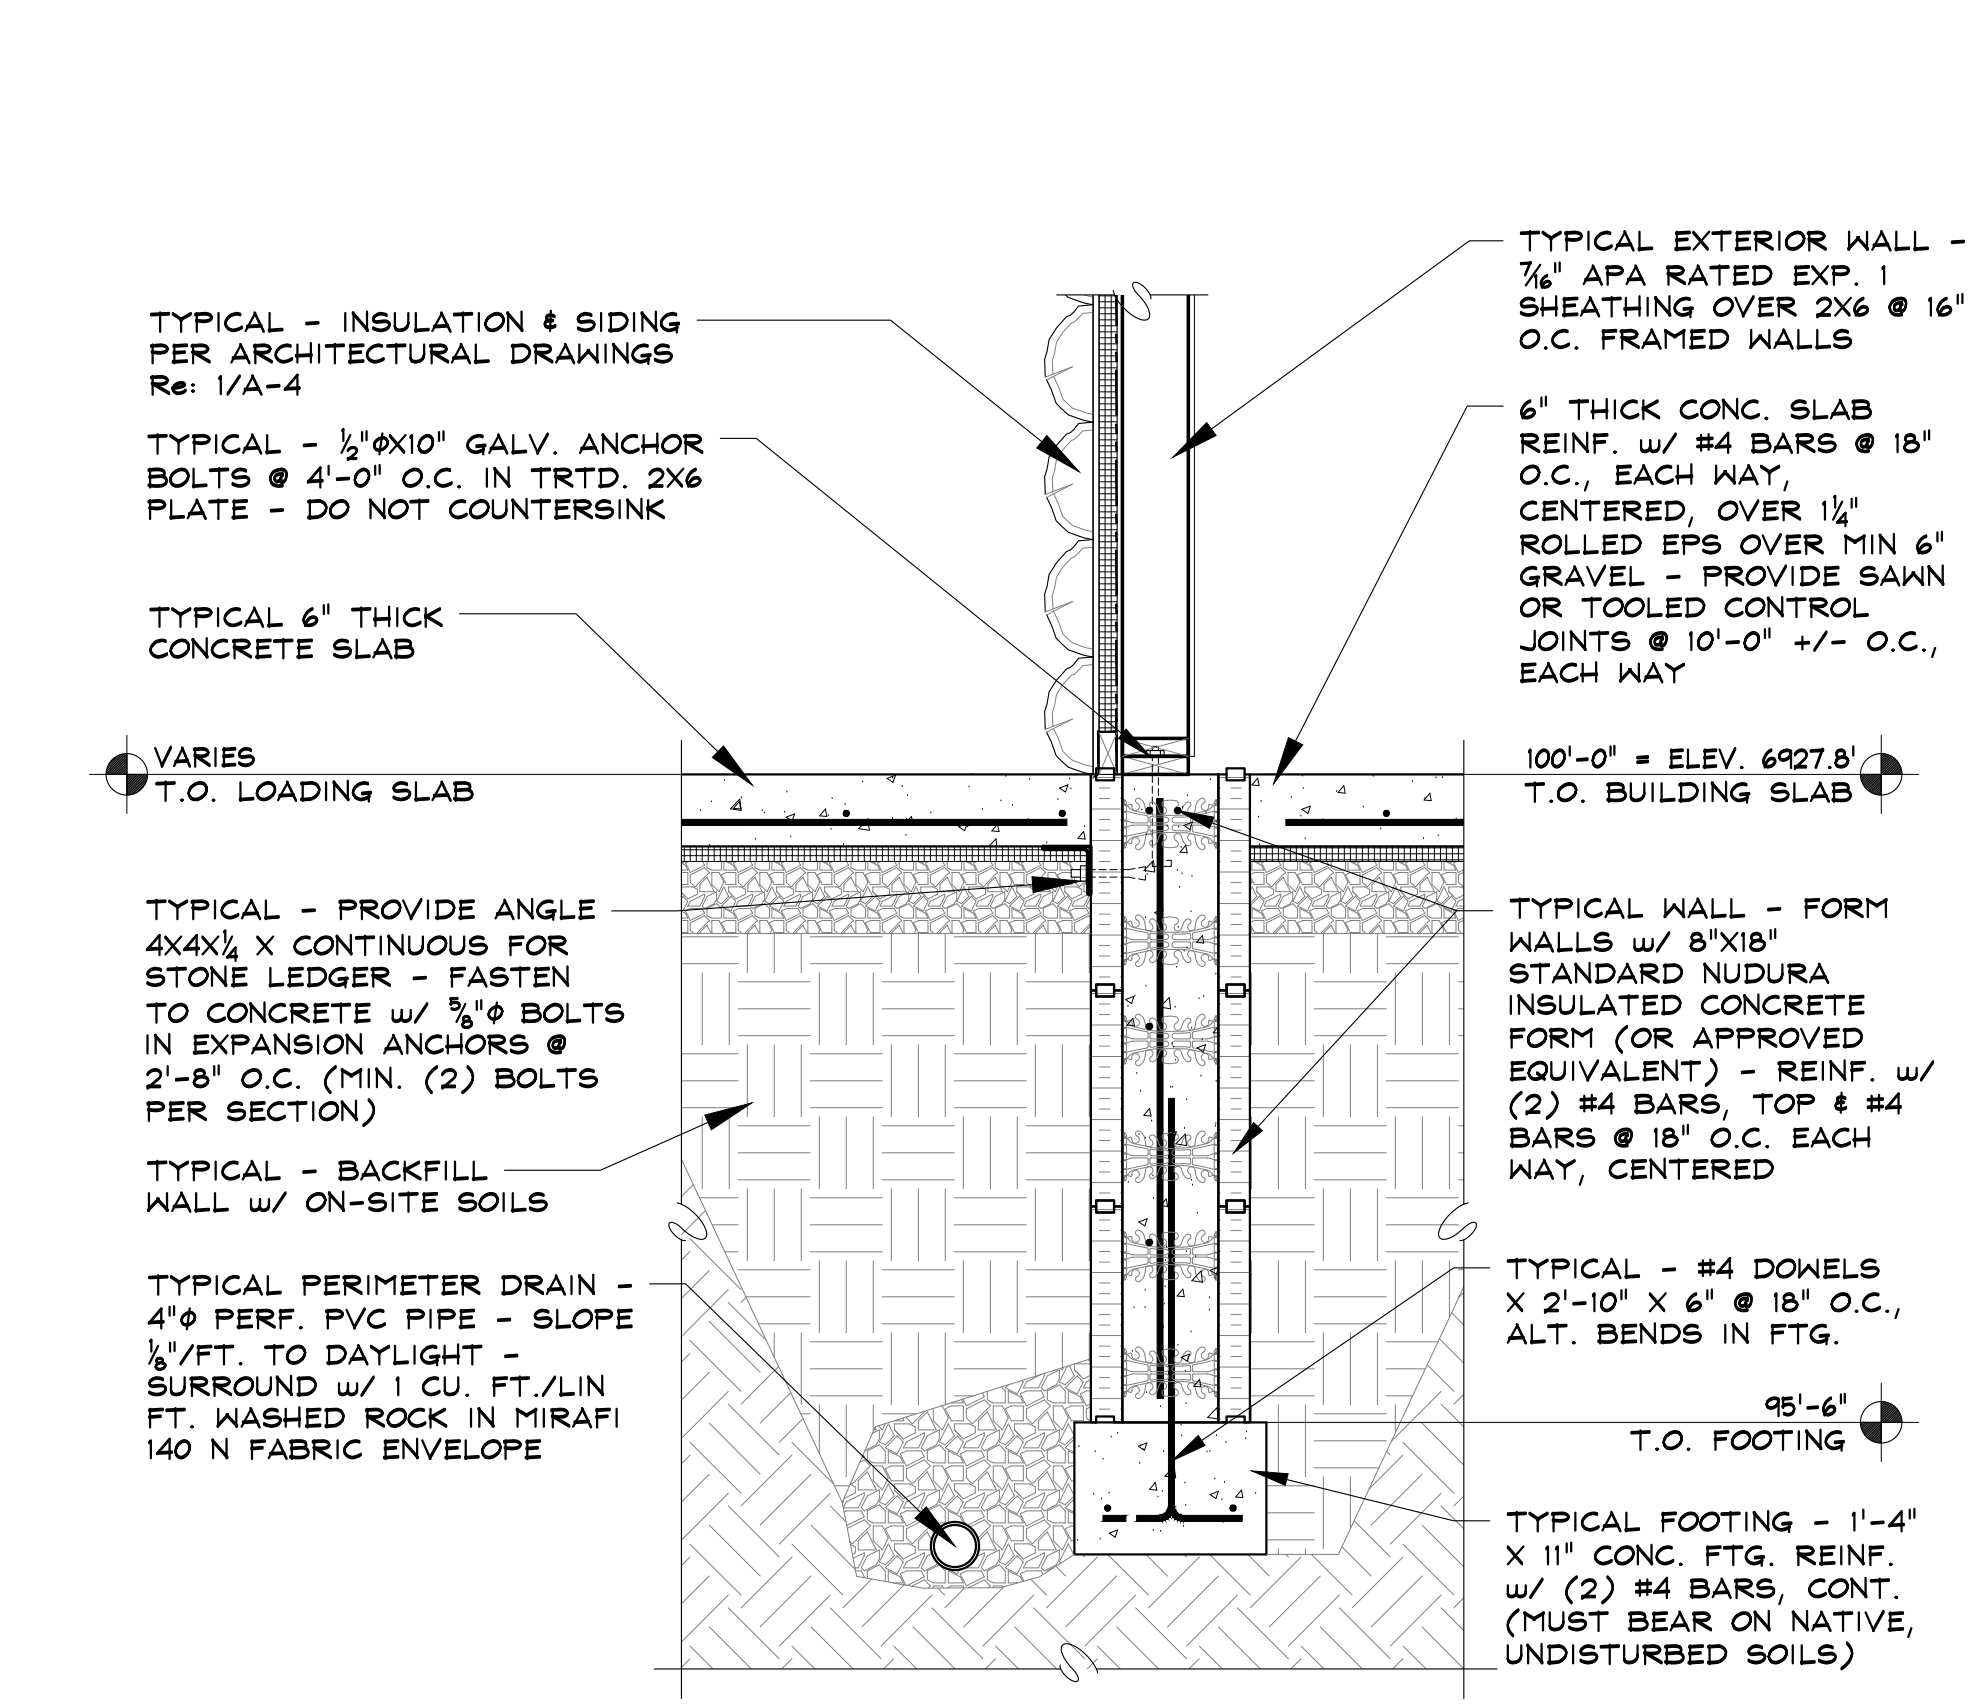 TYPICAL - INSULATION & SIDING
PER ARCHITECTURAL DRAWINGS
Re: 1/A-4
TYPICAL - ½"ΦX10" GALV. ANCHOR
BOLTS @ 4'-0" O.C. IN TRTD. 2X6
PLATE - DO NOT COUNTERSINK
TYPICAL 6" THICK
CONCRETE SLAB
VARIES
T.O. LOADING SLAB
TYPICAL - PROVIDE ANGLE
4X4X¼ X CONTINUOUS FOR
STONE LEDGER - FASTEN
TO CONCRETE w/ ⅝"Φ BOLTS
IN EXPANSION ANCHORS @
2'-8" O.C. (MIN. (2) BOLTS
PER SECTION)
TYPICAL - BACKFILL
WALL w/ ON-SITE SOILS
TYPICAL PERIMETER DRAIN -
4"Φ PERF. PVC PIPE - SLOPE
⅛"/FT. TO DAYLIGHT -
SURROUND w/ 1 CU. FT./LIN
FT. WASHED ROCK IN MIRAFI
140 N FABRIC ENVELOPE
TYPICAL EXTERIOR WALL -
7/16" APA RATED EXP. 1
SHEATHING OVER 2X6 @ 16"
O.C. FRAMED WALLS
6" THICK CONC. SLAB
REINF. w/ #4 BARS @ 18"
O.C., EACH WAY,
CENTERED, OVER 1¼"
ROLLED EPS OVER MIN 6"
GRAVEL - PROVIDE SAWN
OR TOOLED CONTROL
JOINTS @ 10'-0" +/- O.C.,
EACH WAY
100'-0" = ELEV. 6927.8'
T.O. BUILDING SLAB
TYPICAL WALL - FORM
WALLS w/ 8"X18"
STANDARD NUDURA
INSULATED CONCRETE
FORM (OR APPROVED
EQUIVALENT) - REINF. w/
(2) #4 BARS, TOP & #4
BARS @ 18" O.C. EACH
WAY, CENTERED
TYPICAL - #4 DOWELS
X 2'-10" X 6" @ 18" O.C.,
ALT. BENDS IN FTG.
95'-6"
T.O. FOOTING
TYPICAL FOOTING - 1'-4"
X 11" CONC. FTG. REINF.
w/ (2) #4 BARS, CONT.
(MUST BEAR ON NATIVE,
UNDISTURBED SOILS)